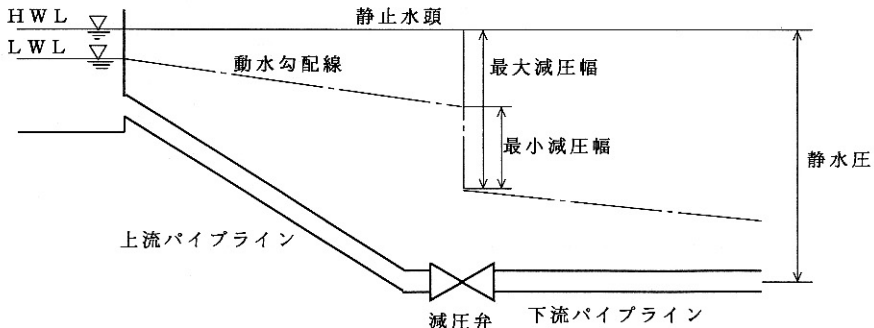 HWL
静止水頭
LWL
動水勾配線
最大減圧幅
最小減圧幅
静水圧
上流パイプライン
減圧弁
下流パイプライン